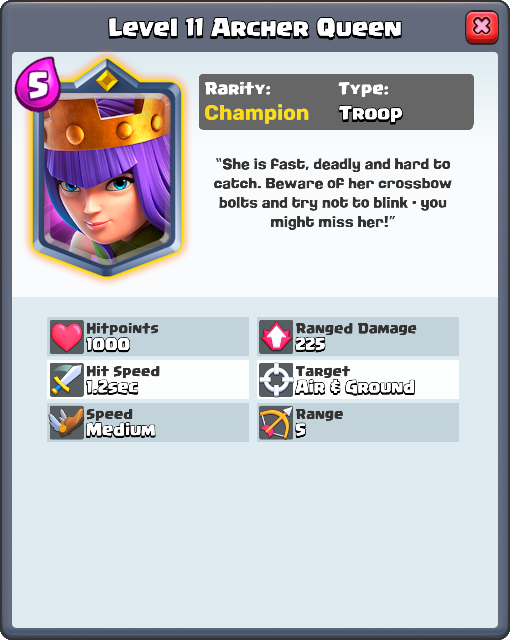 Level 11 Archer Queen
5
Rarity:
Type:
Champion
Troop
“She is fast, deadly and hard to
catch. Beware of her crossbow
bolts and try not to blink - you
might miss her!”
Hitpoints
1000
Ranged Damage
225
Hit Speed
1.2sec
Target
Air & Ground
Speed
Medium
Range
5